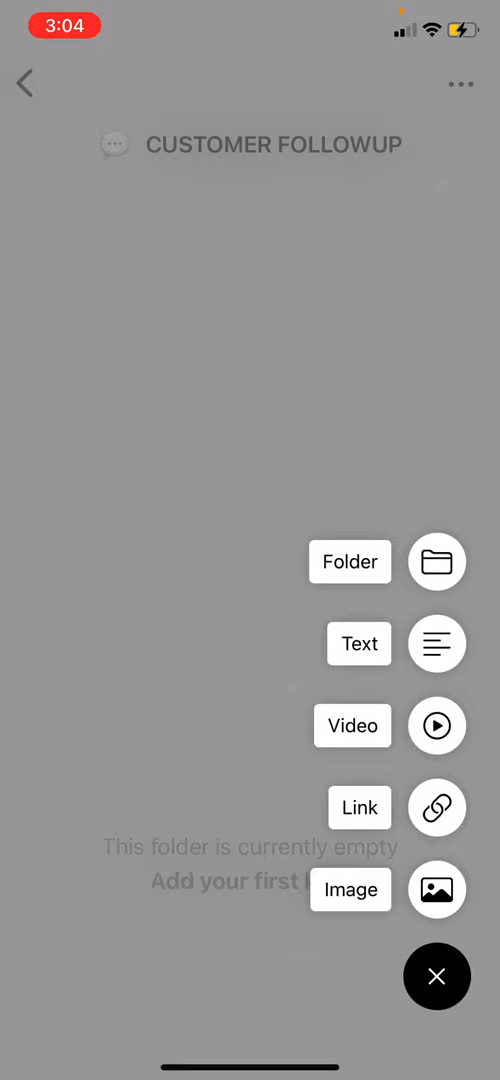 3:04
CUSTOMER FOLLOWUP
Folder
Text
Video
Link
This folder is currently empty
Add your first
Image